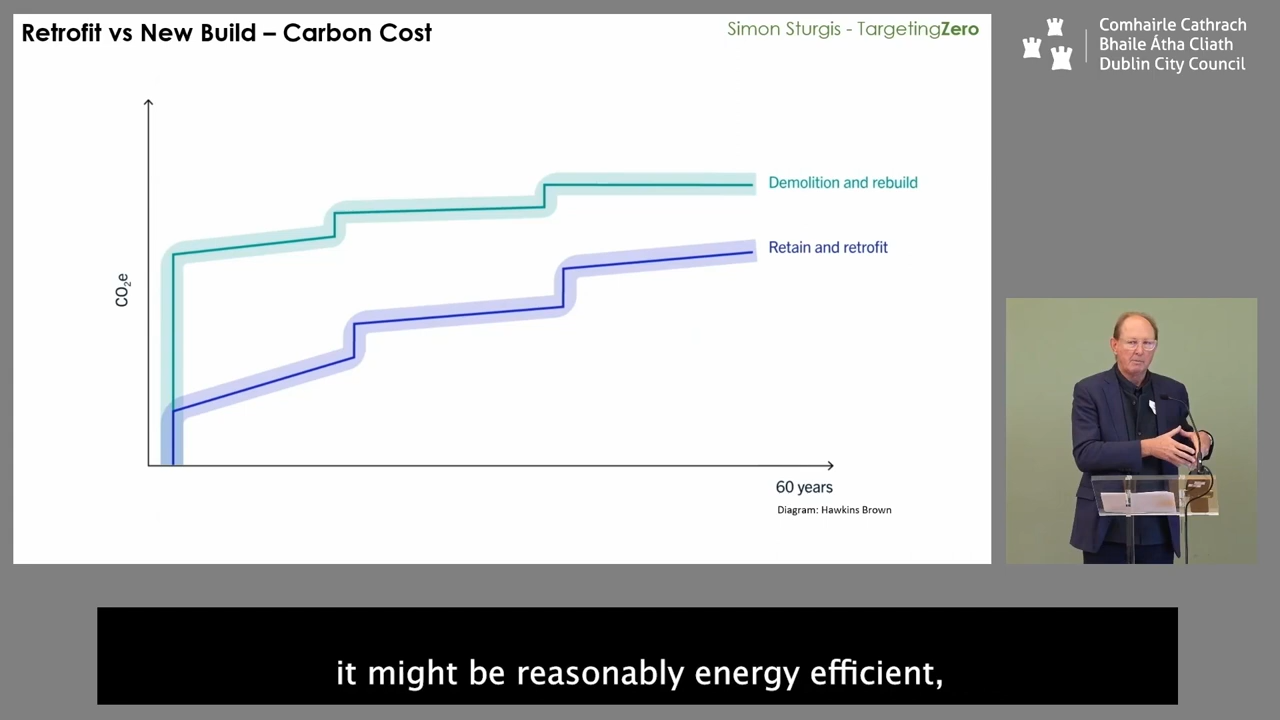 Retrofit vs New Build – Carbon Cost
Simon Sturgis - TargetingZero
Comhairle Cathrach
Bhaile Átha Cliath
Dublin City Council
Demolition and rebuild
Retain and retrofit
CO₂e
60 years
Diagram: Hawkins Brown
it might be reasonably energy efficient,